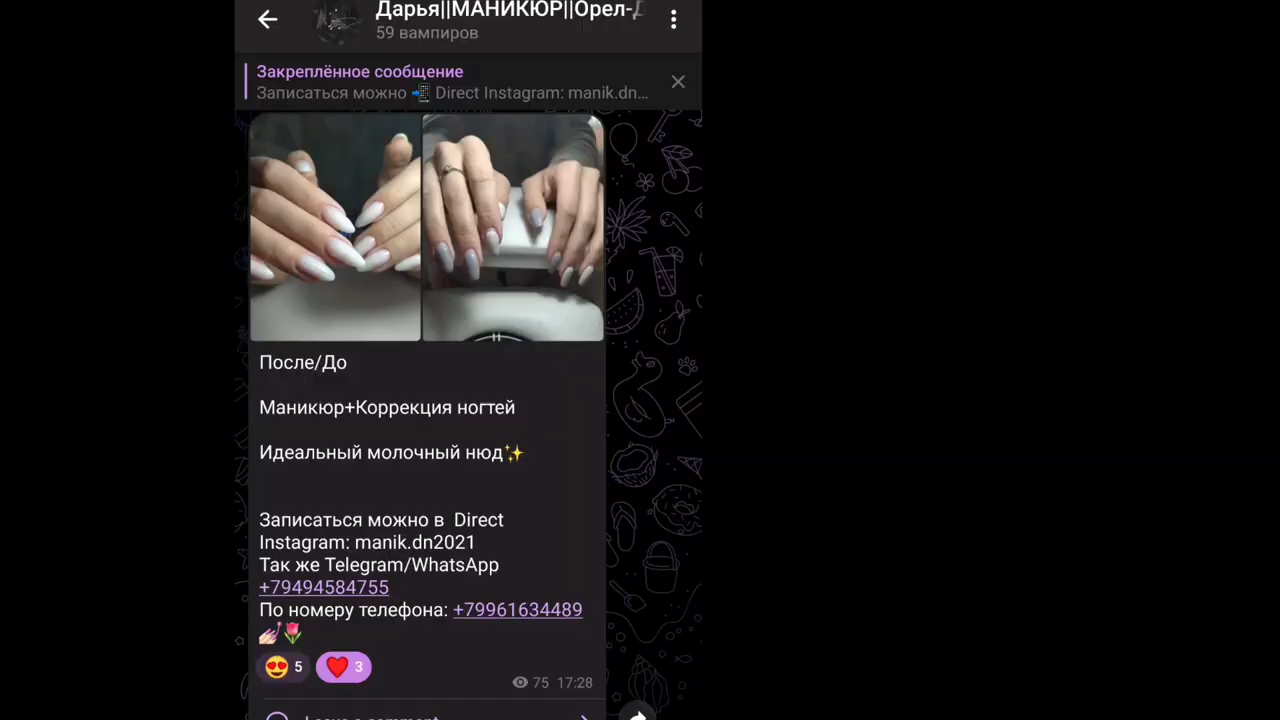 Дарья||МАНИКЮР||Орел-Д
59 вампиров
Закреплённое сообщение
Записаться можно 📲 Direct Instagram: manik.dn...
После/До
Маникюр+Коррекция ногтей
Идеальный молочный нюд✨
Записаться можно в Direct
Instagram: manik.dn2021
Так же Telegram/WhatsApp
+79494584755
По номеру телефона: +79961634489
💅🌷
😍 5 ❤️ 3
75 17:28
Leave a comment